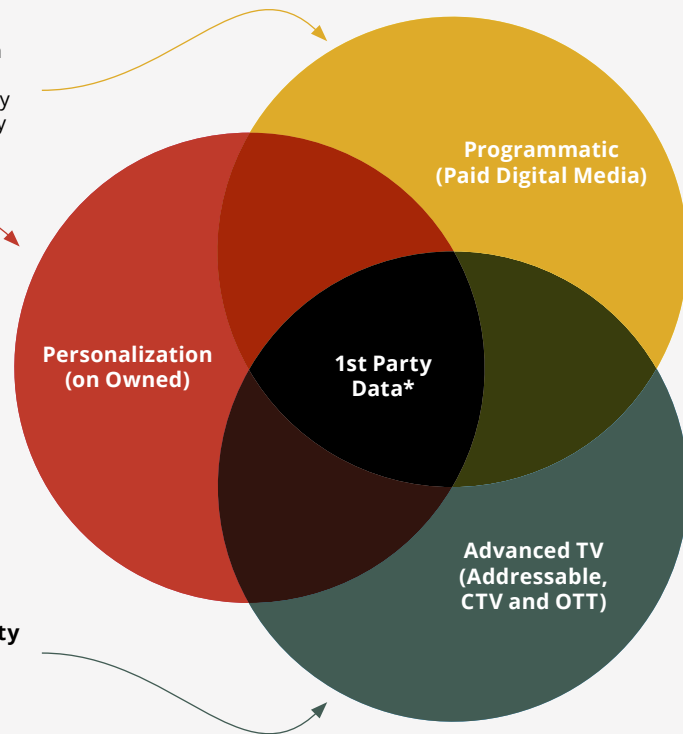 Programmatic
(Paid Digital Media)
Personalization
(on Owned)
1st Party
Data*
Advanced TV
(Addressable,
CTV and OTT)